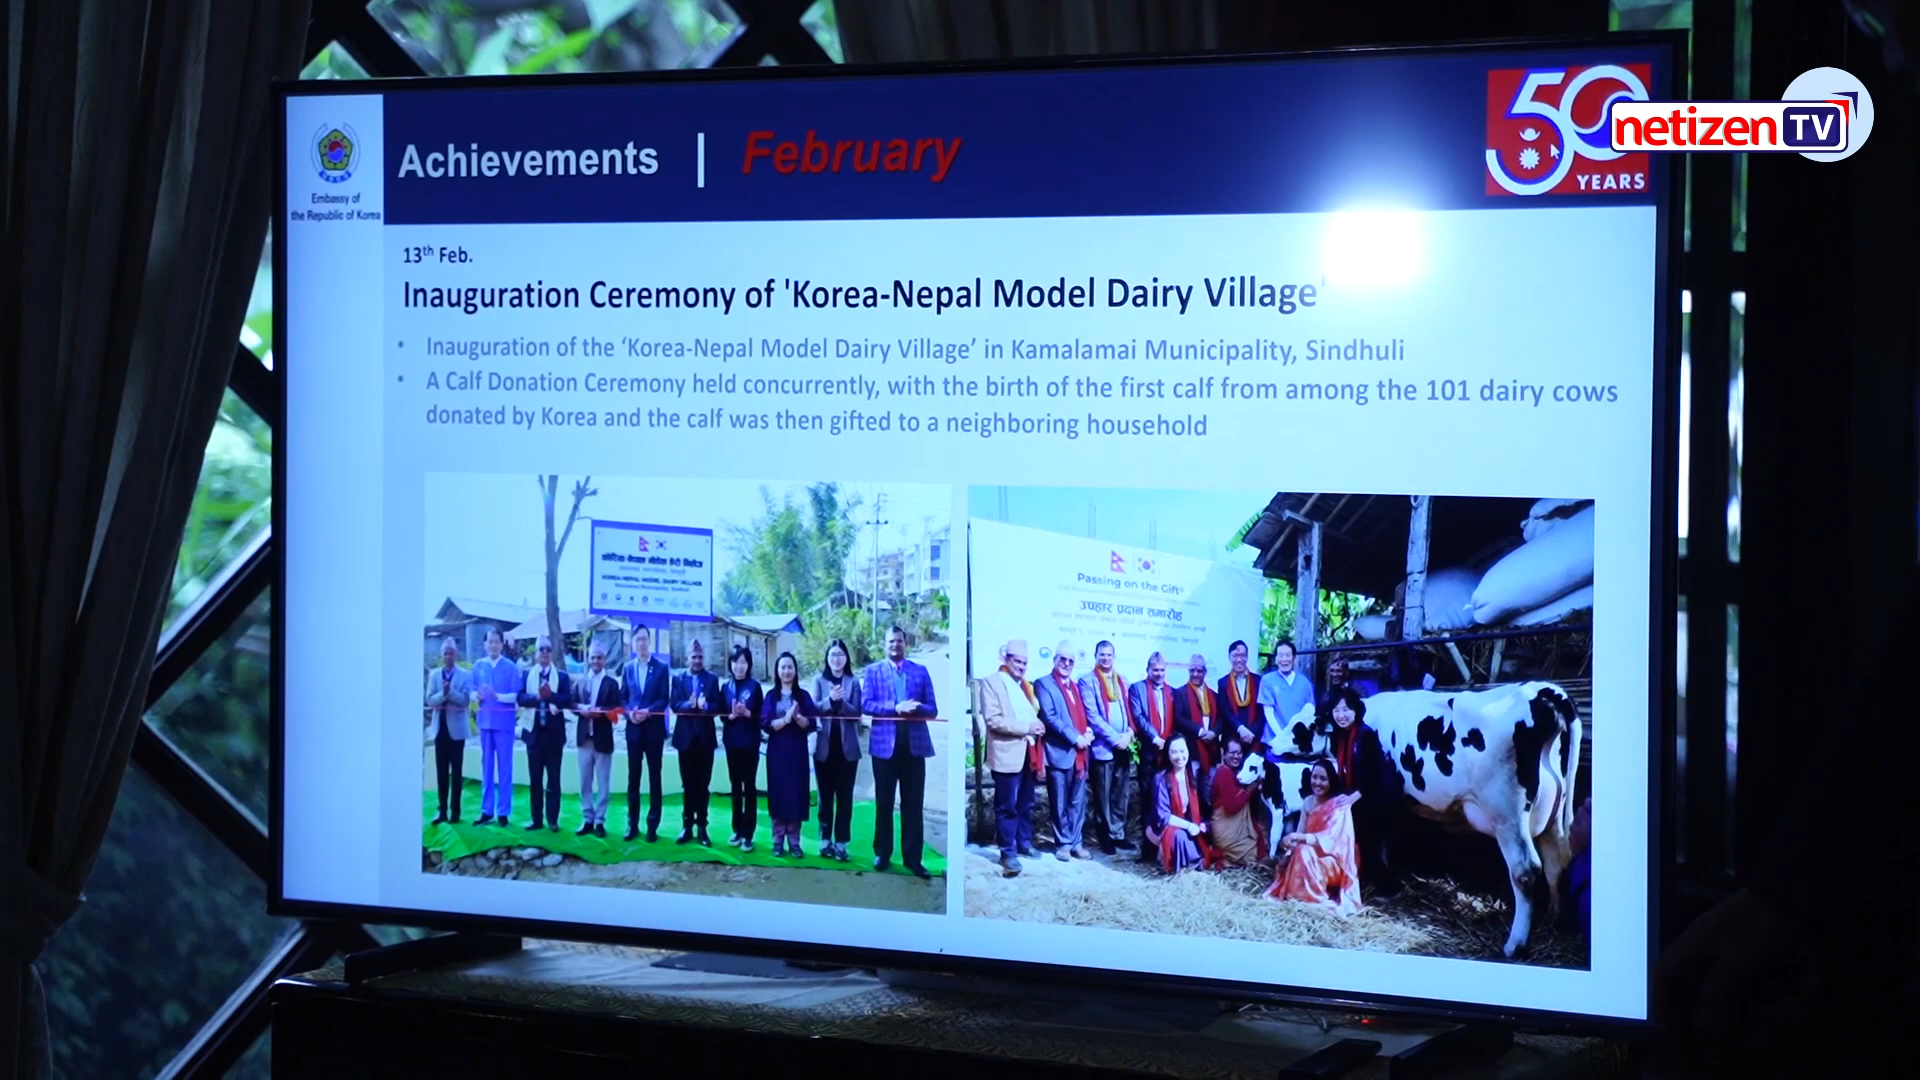 netizen TV
50
YEARS
Embassy of
the Republic of Korea
Achievements | February
13th Feb.
Inauguration Ceremony of 'Korea-Nepal Model Dairy Village'
• Inauguration of the ‘Korea-Nepal Model Dairy Village’ in Kamalamai Municipality, Sindhuli
• A Calf Donation Ceremony held concurrently, with the birth of the first calf from among the 101 dairy cows
donated by Korea and the calf was then gifted to a neighboring household
KOREA-NEPAL MODEL DAIRY VILLAGE
Passing on the Gift
उपहार प्रदान समारोह